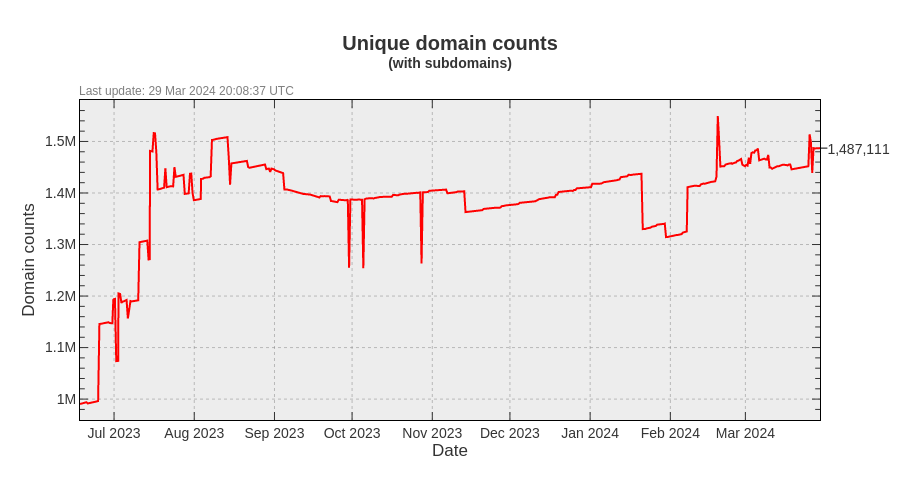 Unique domain counts
(with subdomains)
Last update: 29 Mar 2024 20:08:37 UTC
1.5M
1,487,111
1.4M
1.3M
1.2M
1.1M
1M
Domain counts
Jul 2023 Aug 2023 Sep 2023 Oct 2023 Nov 2023 Dec 2023 Jan 2024 Feb 2024 Mar 2024
Date